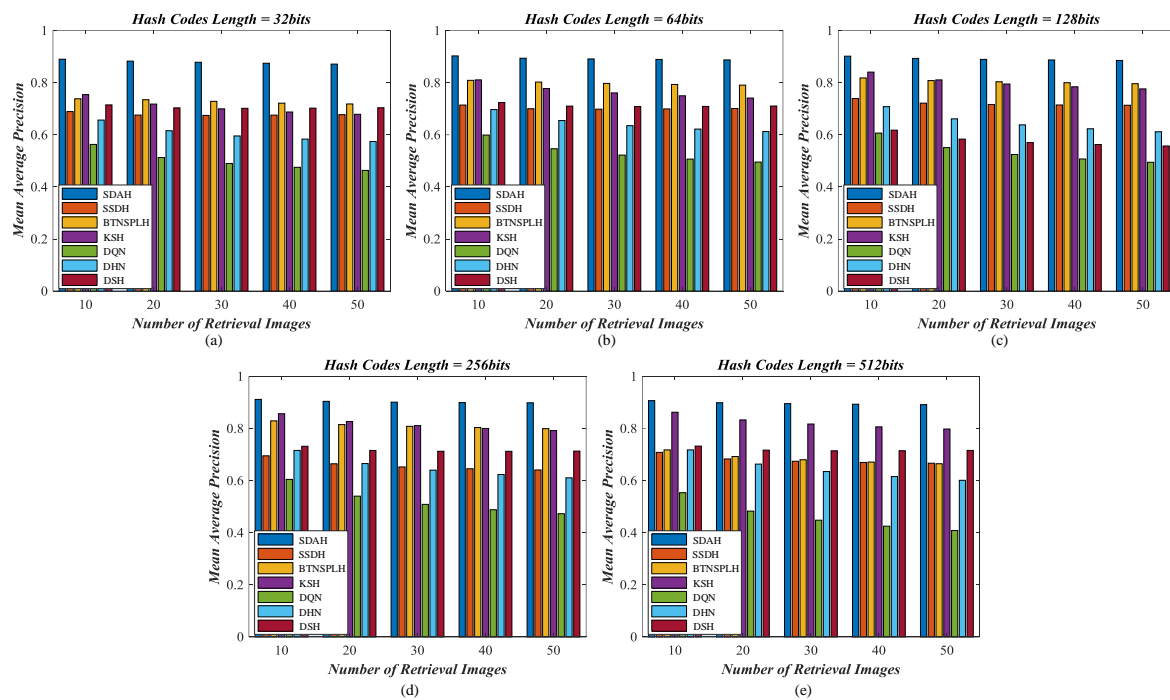 Hash Codes Length = 32bits
Mean Average Precision
1
0.8
0.6
0.4
0.2
0
SDAH
SSDH
BTNSPLH
KSH
DQN
DHN
DSH
10 20 30 40 50
Number of Retrieval Images
(a)
Hash Codes Length = 64bits
Mean Average Precision
1
0.8
0.6
0.4
0.2
0
SDAH
SSDH
BTNSPLH
KSH
DQN
DHN
DSH
10 20 30 40 50
Number of Retrieval Images
(b)
Hash Codes Length = 128bits
Mean Average Precision
1
0.8
0.6
0.4
0.2
0
SDAH
SSDH
BTNSPLH
KSH
DQN
DHN
DSH
10 20 30 40 50
Number of Retrieval Images
(c)
Hash Codes Length = 256bits
Mean Average Precision
1
0.8
0.6
0.4
0.2
0
SDAH
SSDH
BTNSPLH
KSH
DQN
DHN
DSH
10 20 30 40 50
Number of Retrieval Images
(d)
Hash Codes Length = 512bits
Mean Average Precision
1
0.8
0.6
0.4
0.2
0
SDAH
SSDH
BTNSPLH
KSH
DQN
DHN
DSH
10 20 30 40 50
Number of Retrieval Images
(e)